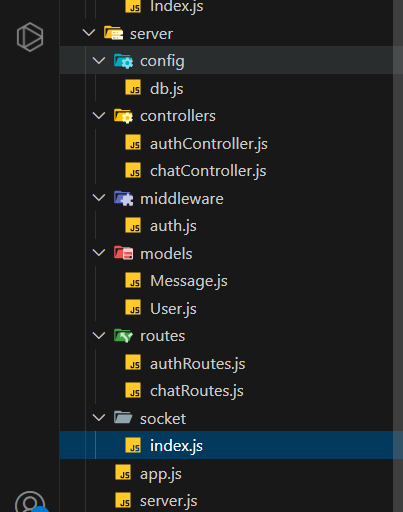 Index.js
server
config
JS db.js
controllers
JS authController.js
JS chatController.js
middleware
JS auth.js
models
JS Message.js
JS User.js
routes
JS authRoutes.js
JS chatRoutes.js
socket
JS index.js
JS app.js
JS server.js